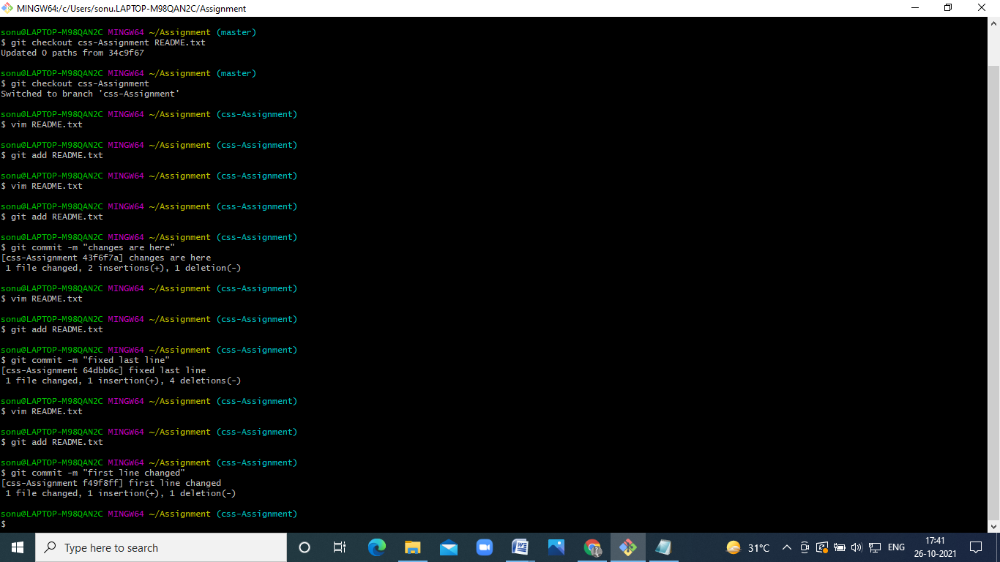 MINGW64:/c/Users/sonu.LAPTOP-M98QAN2C/Assignment
sonu@LAPTOP-M98QAN2C MINGW64 ~/Assignment (master)
$ git checkout css-Assignment README.txt
Updated 0 paths from 34c9f67
sonu@LAPTOP-M98QAN2C MINGW64 ~/Assignment (master)
$ git checkout css-Assignment
Switched to branch 'css-Assignment'
sonu@LAPTOP-M98QAN2C MINGW64 ~/Assignment (css-Assignment)
$ vim README.txt
sonu@LAPTOP-M98QAN2C MINGW64 ~/Assignment (css-Assignment)
$ git add README.txt
sonu@LAPTOP-M98QAN2C MINGW64 ~/Assignment (css-Assignment)
$ vim README.txt
sonu@LAPTOP-M98QAN2C MINGW64 ~/Assignment (css-Assignment)
$ git add README.txt
sonu@LAPTOP-M98QAN2C MINGW64 ~/Assignment (css-Assignment)
$ git commit -m "changes are here"
[css-Assignment 43f6f7a] changes are here
1 file changed, 2 insertions(+), 1 deletion(-)
sonu@LAPTOP-M98QAN2C MINGW64 ~/Assignment (css-Assignment)
$ vim README.txt
sonu@LAPTOP-M98QAN2C MINGW64 ~/Assignment (css-Assignment)
$ git add README.txt
sonu@LAPTOP-M98QAN2C MINGW64 ~/Assignment (css-Assignment)
$ git commit -m "fixed last line"
[css-Assignment 64dbb6c] fixed last line
1 file changed, 1 insertion(+), 4 deletions(-)
sonu@LAPTOP-M98QAN2C MINGW64 ~/Assignment (css-Assignment)
$ vim README.txt
sonu@LAPTOP-M98QAN2C MINGW64 ~/Assignment (css-Assignment)
$ git add README.txt
sonu@LAPTOP-M98QAN2C MINGW64 ~/Assignment (css-Assignment)
$ git commit -m "first line changed"
[css-Assignment f49f8ff] first line changed
1 file changed, 1 insertion(+), 1 deletion(-)
sonu@LAPTOP-M98QAN2C MINGW64 ~/Assignment (css-Assignment)
$
Type here to search
31°C
ENG
17:41
26-10-2021